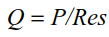 Q = P/Res